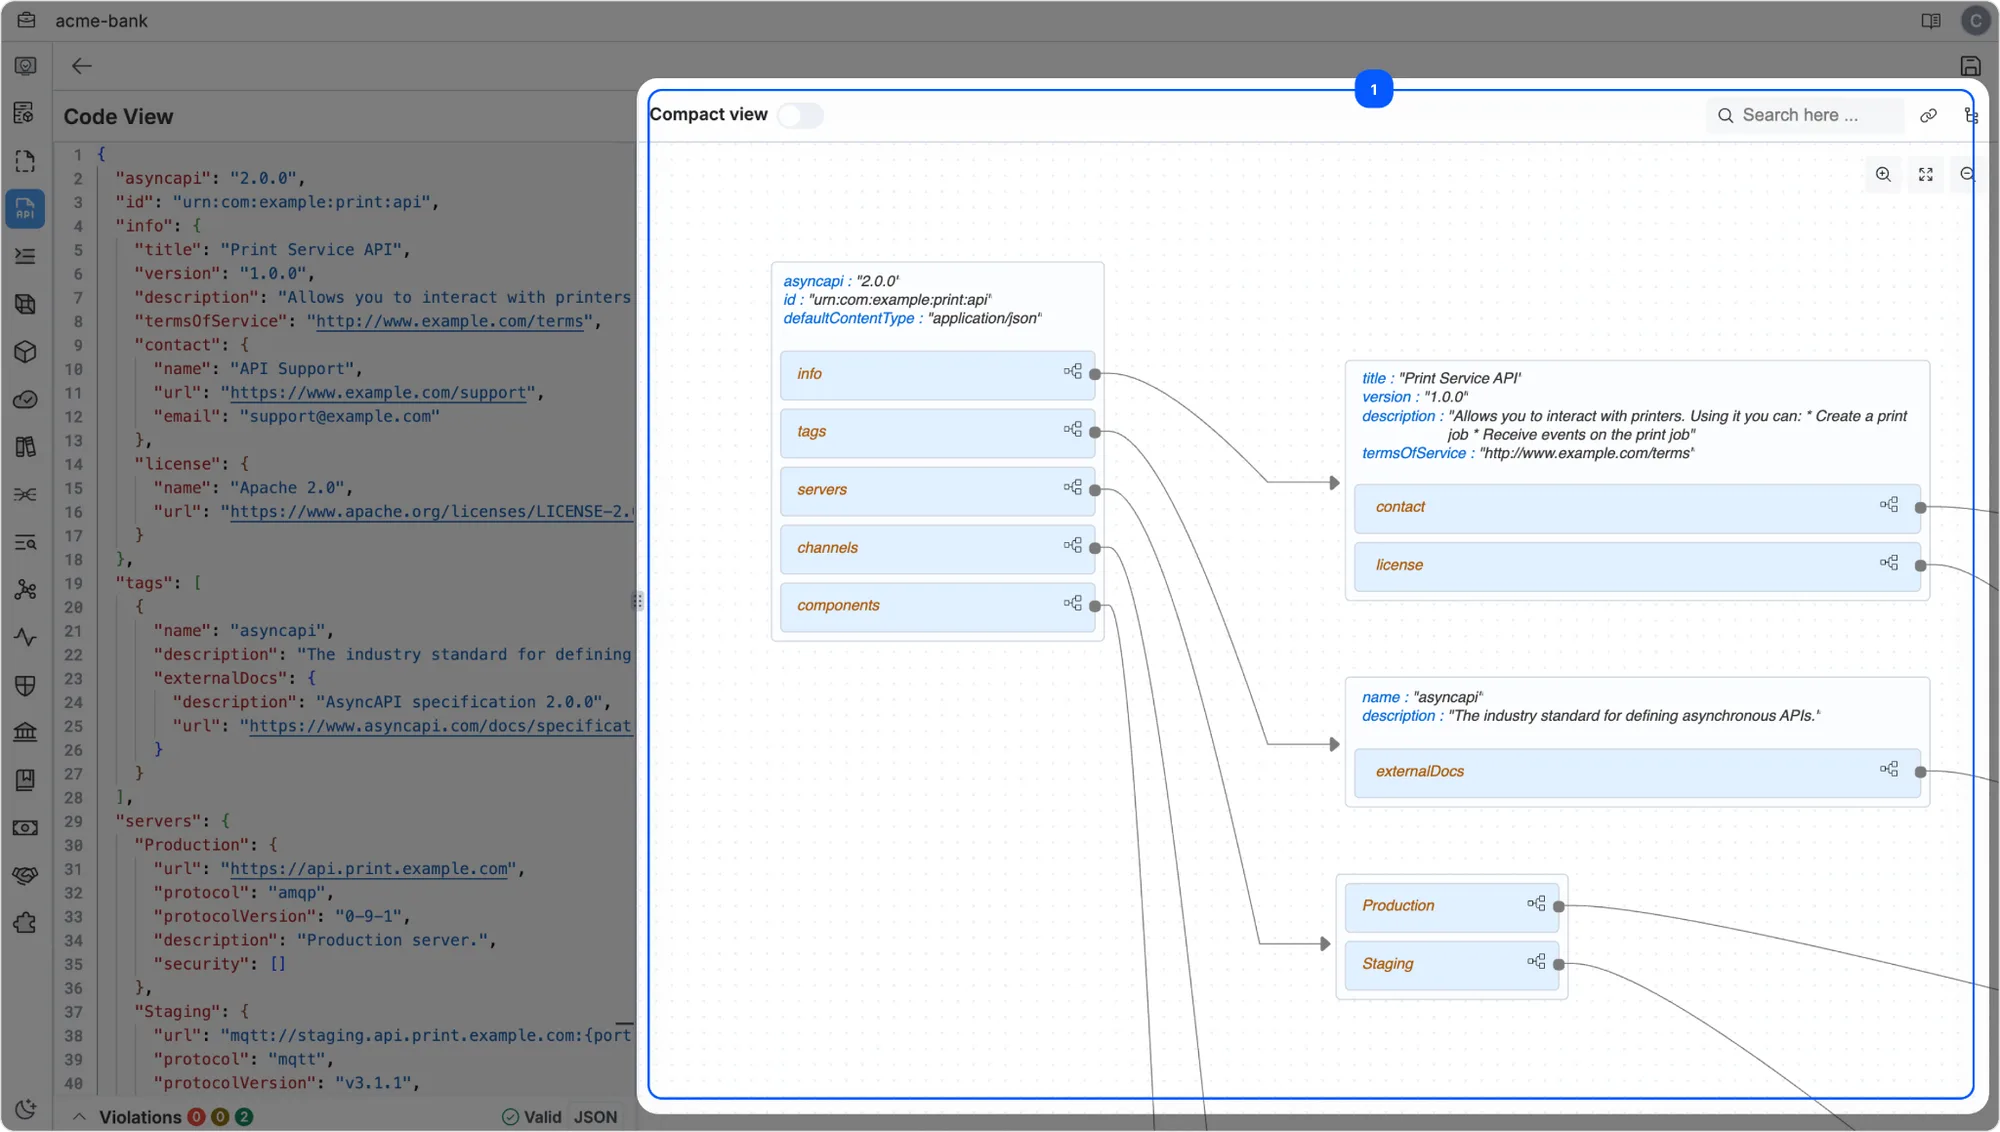 acme-bank
C
Code View
1 {
2 "asyncapi": "2.0.0",
3 "id": "urn:com:example:print:api",
4 "info": {
5 "title": "Print Service API",
6 "version": "1.0.0",
7 "description": "Allows you to interact with printers
8 "termsOfService": "http://www.example.com/terms",
9 "contact": {
10 "name": "API Support",
11 "url": "https://www.example.com/support",
12 "email": "support@example.com"
13 },
14 "license": {
15 "name": "Apache 2.0",
16 "url": "https://www.apache.org/licenses/LICENSE-2.0
17 }
18 },
19 "tags": [
20 {
21 "name": "asyncapi",
22 "description": "The industry standard for defining
23 "externalDocs": {
24 "description": "AsyncAPI specification 2.0.0",
25 "url": "https://www.asyncapi.com/docs/specificat
26 }
27 }
28 ],
29 "servers": {
30 "Production": {
31 "url": "https://api.print.example.com",
32 "protocol": "amqp",
33 "protocolVersion": "0-9-1",
34 "description": "Production server.",
35 "security": []
36 },
37 "Staging": {
38 "url": "mqtt://staging.api.print.example.com:{port
39 "protocol": "mqtt",
40 "protocolVersion": "v3.1.1",
Violations 0 0 2
Valid JSON
API
1
Compact view
Search here ...
asyncapi : "2.0.0"
id : "urn:com:example:print:api"
defaultContentType : "application/json"
info
tags
servers
channels
components
title : "Print Service API"
version : "1.0.0"
description : "Allows you to interact with printers. Using it you can: * Create a print
job * Receive events on the print job"
termsOfService : "http://www.example.com/terms"
contact
license
name : "asyncapi"
description : "The industry standard for defining asynchronous APIs."
externalDocs
Production
Staging